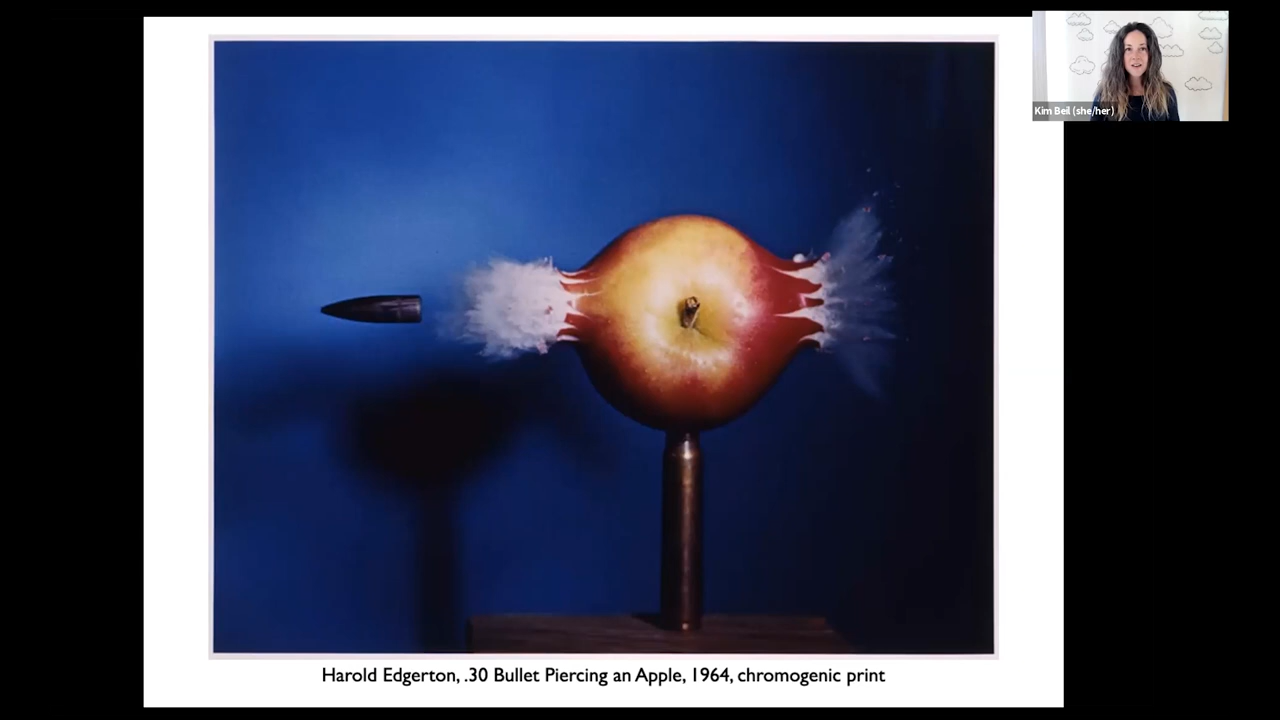 Kim Beil (she/her)
Harold Edgerton, .30 Bullet Piercing an Apple, 1964, chromogenic print